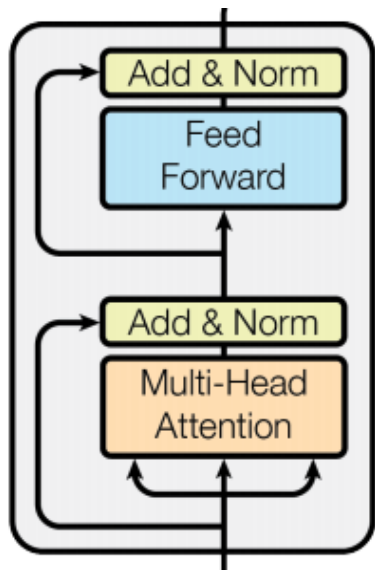 Add & Norm
Feed
Forward
Add & Norm
Multi-Head
Attention